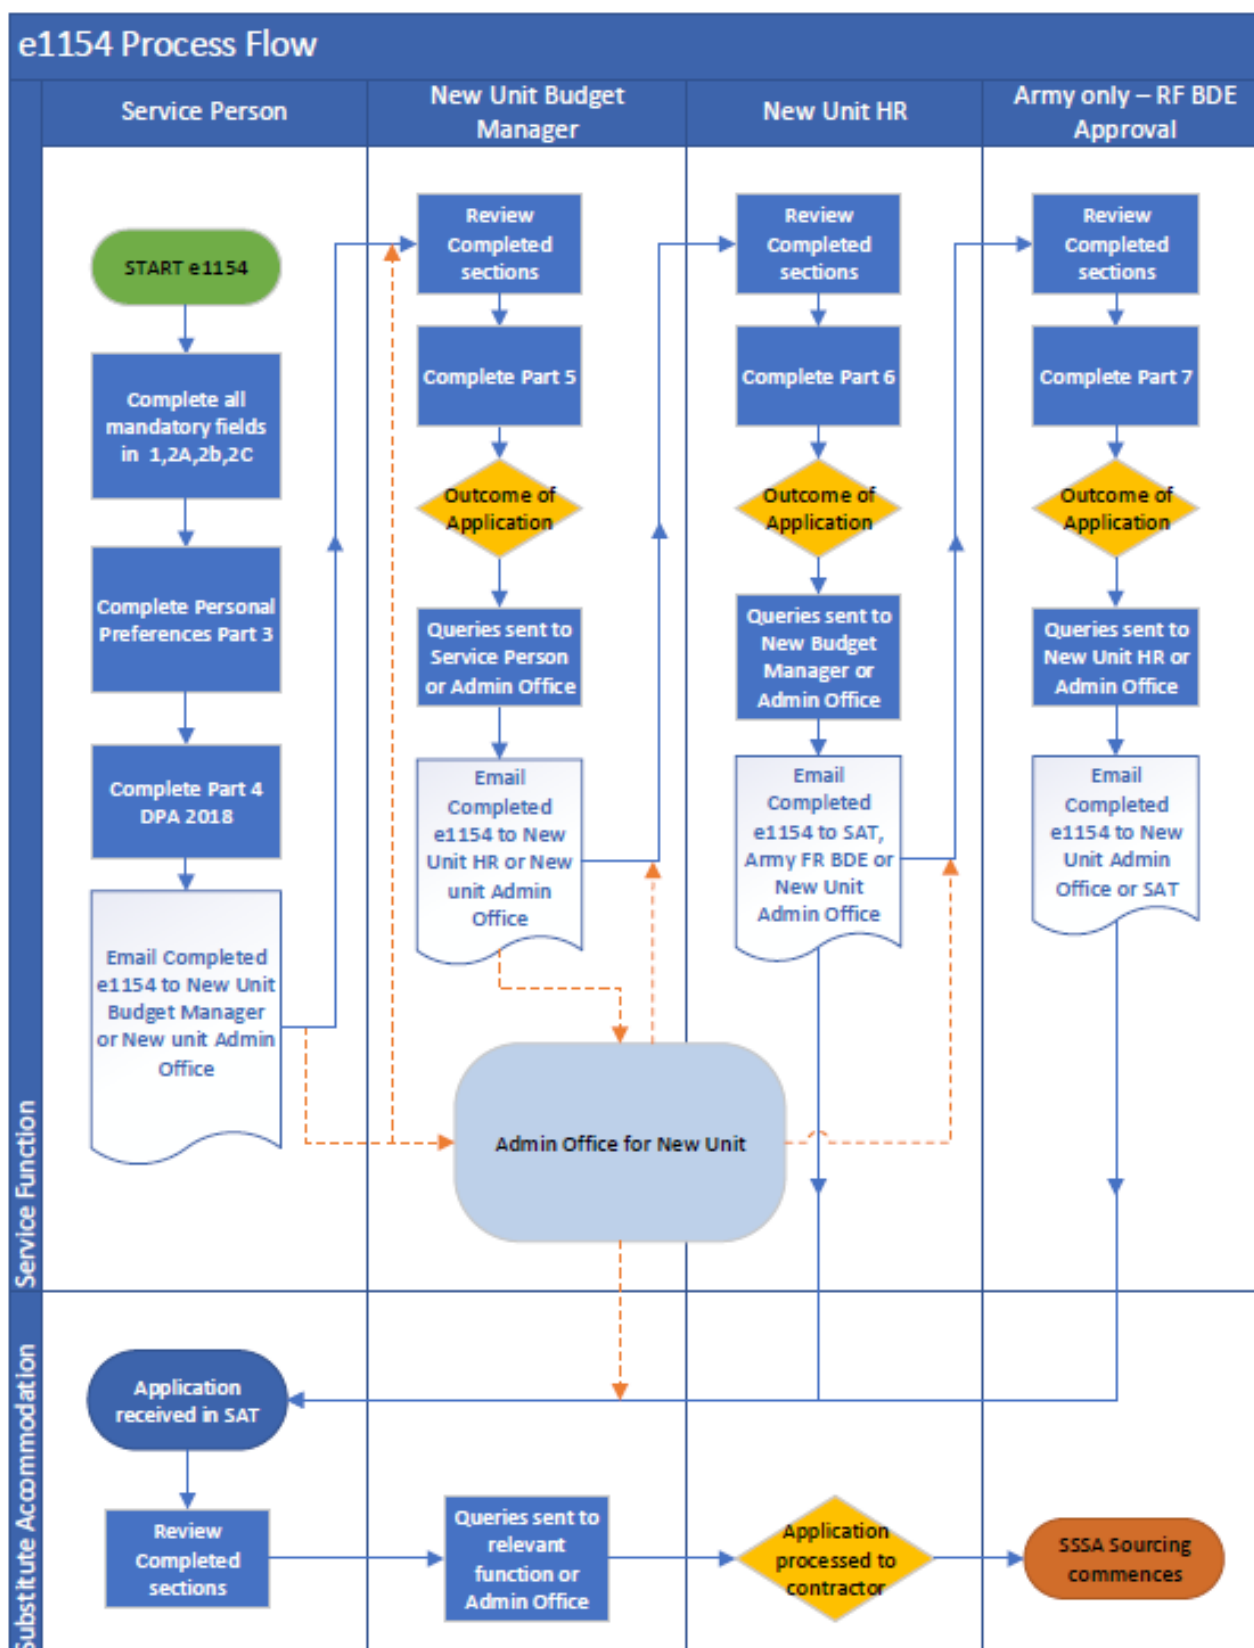 e1154 Process Flow
Service Person
New Unit Budget
Manager
New Unit HR
Army only – RF BDE
Approval
Service Function
START e1154
Complete all
mandatory fields
in 1,2A,2b,2C
Complete Personal
Preferences Part 3
Complete Part 4
DPA 2018
Email Completed
e1154 to New Unit
Budget Manager
or New unit Admin
Office
Review
Completed
sections
Complete Part 5
Outcome of
Application
Queries sent to
Service Person
or Admin Office
Email
Completed
e1154 to New
Unit HR or New
unit Admin
Office
Review
Completed
sections
Complete Part 6
Outcome of
Application
Queries sent to
New Budget
Manager or
Admin Office
Email
Completed
e1154 to SAT,
Army FR BDE or
New Unit
Admin Office
Review
Completed
sections
Complete Part 7
Outcome of
Application
Queries sent to
New Unit HR or
Admin Office
Email
Completed
e1154 to New
Unit Admin
Office or SAT
Admin Office for New Unit
Substitute Accommodation
Application
received in SAT
Review
Completed
sections
Queries sent to
relevant
function or
Admin Office
Application
processed to
contractor
SSSA Sourcing
commences